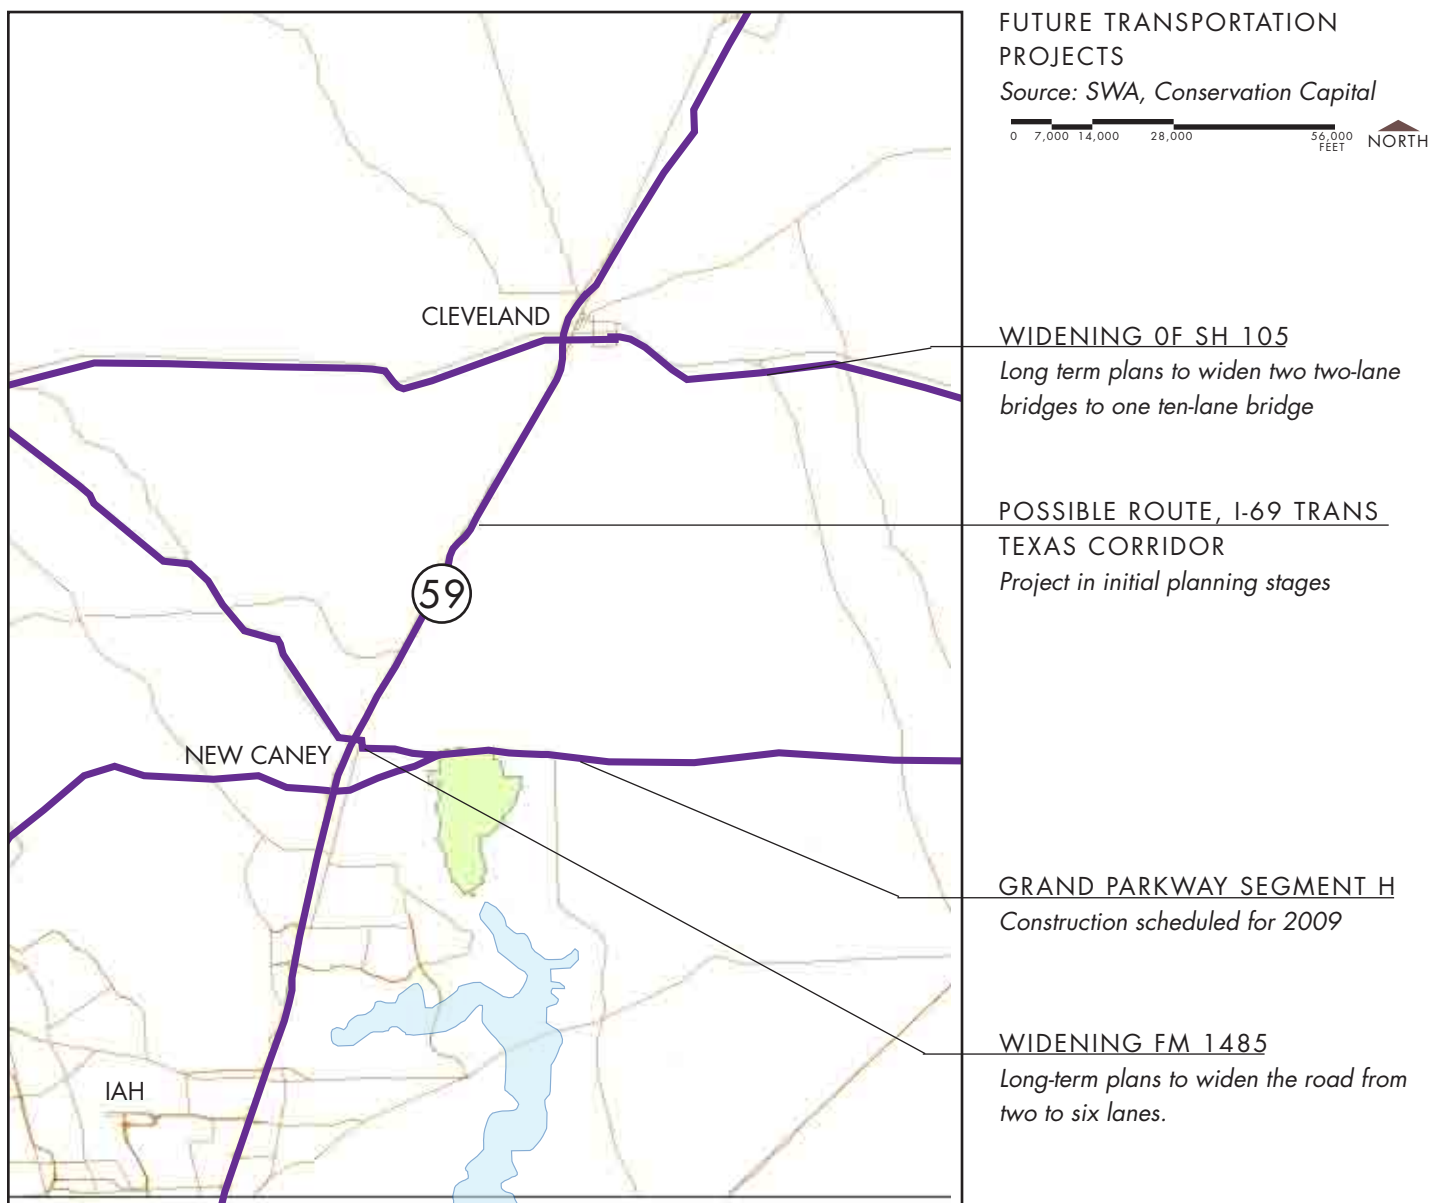 FUTURE TRANSPORTATION
PROJECTS
Source: SWA, Conservation Capital
0 7,000 14,000 28,000 56,000
FEET
NORTH
CLEVELAND
WIDENING 0F SH 105
Long term plans to widen two two-lane
bridges to one ten-lane bridge
POSSIBLE ROUTE, I-69 TRANS
TEXAS CORRIDOR
Project in initial planning stages
59
NEW CANEY
GRAND PARKWAY SEGMENT H
Construction scheduled for 2009
WIDENING FM 1485
Long-term plans to widen the road from
two to six lanes.
IAH